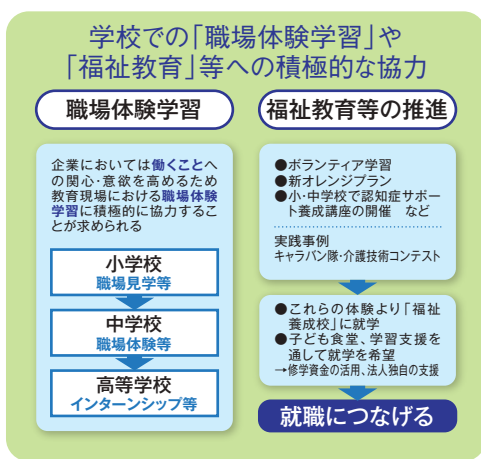 学校での「職場体験学習」や
「福祉教育」等への積極的な協力
職場体験学習
企業においては働くことへ
の関心・意欲を高めるため
教育現場における職場体験
学習に積極的に協力するこ
とが求められる
小学校
職場見学等
中学校
職場体験等
高等学校
インターンシップ等
福祉教育等の推進
●ボランティア学習
●新オレンジプラン
●小・中学校で認知症サポー
ト養成講座の開催 など
実践事例
キャラバン隊・介護技術コンテスト
●これらの体験より「福祉
養成校」に就学
●子ども食堂、学習支援を
通して就学を希望
→修学資金の活用、法人独自の支援
就職につなげる